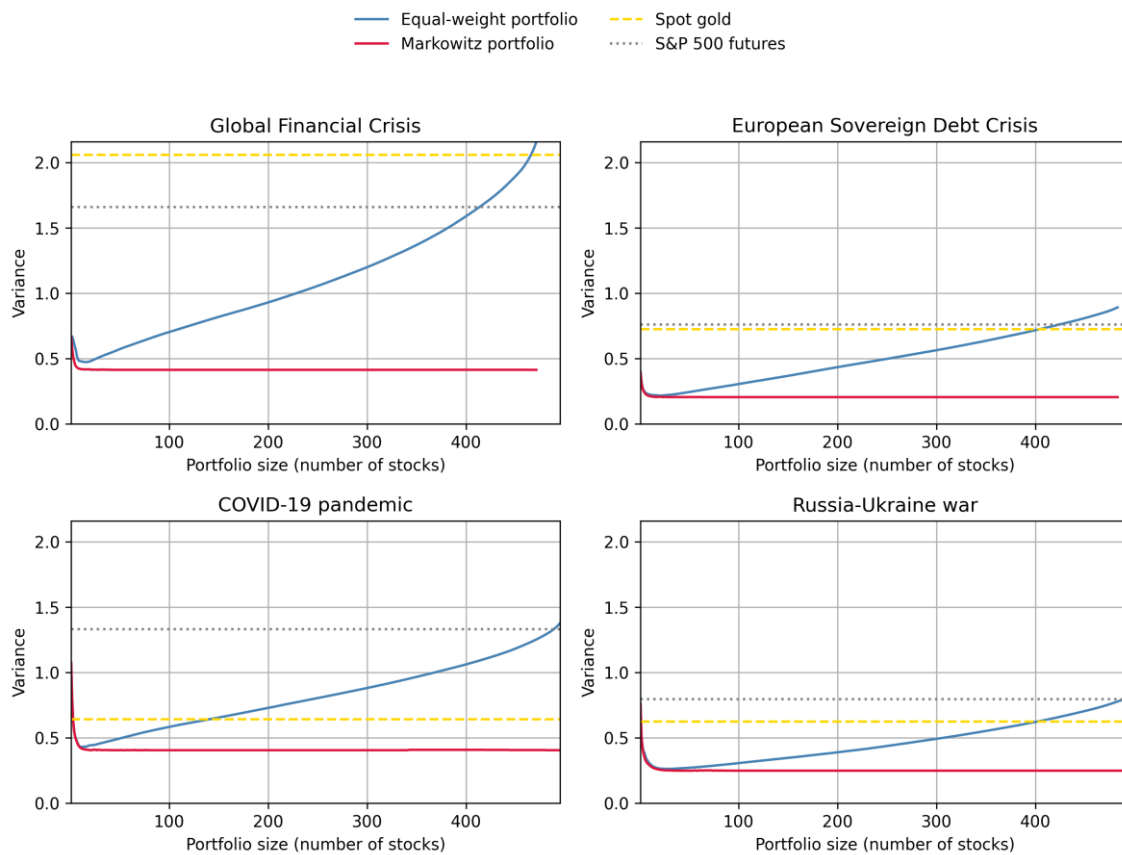 Equal-weight portfolio
Markowitz portfolio
Spot gold
S&P 500 futures
Global Financial Crisis
2.0
1.5
1.0
0.5
0.0
Variance
100 200 300 400
Portfolio size (number of stocks)
European Sovereign Debt Crisis
2.0
1.5
1.0
0.5
0.0
Variance
100 200 300 400
Portfolio size (number of stocks)
COVID-19 pandemic
2.0
1.5
1.0
0.5
0.0
Variance
100 200 300 400
Portfolio size (number of stocks)
Russia-Ukraine war
2.0
1.5
1.0
0.5
0.0
Variance
100 200 300 400
Portfolio size (number of stocks)